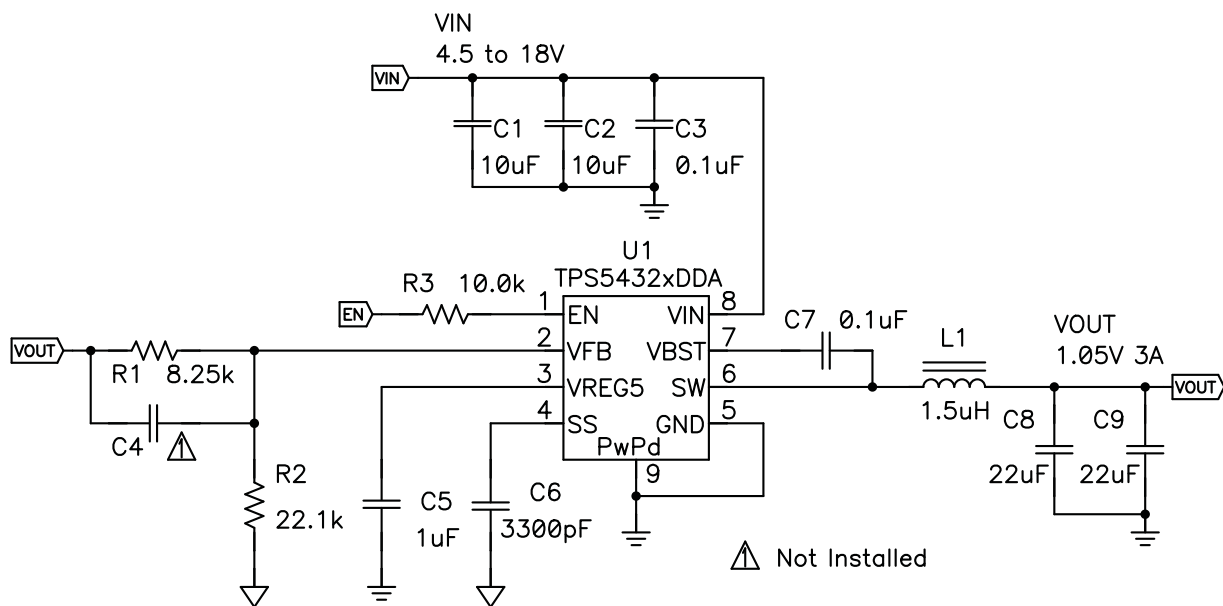 VIN
4.5 to 18V
VIN
C1
C2
C3
10uF
10uF
0.1uF
U1
TPS5432xDDA
R3 10.0k
EN
1
EN
VIN
8
C7
0.1uF
VOUT
R1
8.25k
2
VFB
VBST
7
L1
VOUT
1.05V 3A
3
VREG5
SW
6
1.5uH
VOUT
C4
1
4
SS
GND
5
C8
C9
PwPd
9
22uF
22uF
R2
22.1k
C5
1uF
C6
3300pF
1
Not Installed